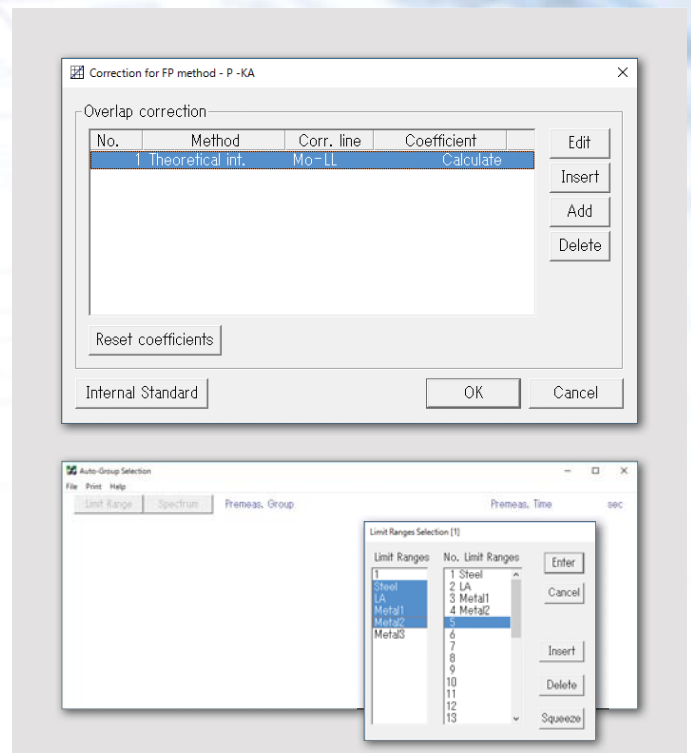 Correction for FP method - P -KA
Overlap correction
No. Method Corr. line Coefficient
1 Theoretical int. Mo-LL Calculate
Edit
Insert
Add
Delete
Reset coefficients
Internal Standard OK Cancel
Auto-Group Selection
File Print Help
Limit Range Spectrum Premeas. Group Premeas. Time sec
Limit Ranges Selection [1]
Limit Ranges
1
Steel
LA
Metal1
Metal2
Metal3
No. Limit Ranges
1 Steel
2 LA
3 Metal1
4 Metal2
5
6
7
8
9
10
11
12
13
Enter
Cancel
Insert
Delete
Squeeze